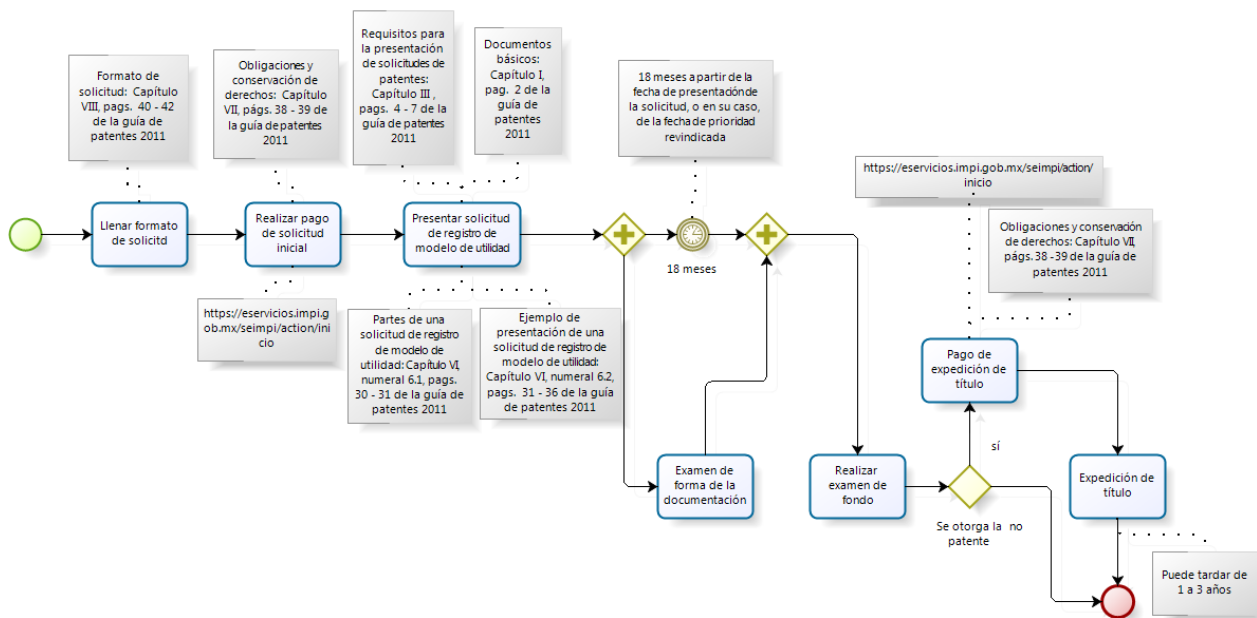 Formato de
solicitud: Capítulo
VIII, pags. 40 - 42
de la guía de
patentes 2011
Obligaciones y
conservación de
derechos: Capítulo
VII, págs. 38 - 39 de
la guía de patentes
2011
Requisitos para
la presentación
de solicitudes de
patentes:
Capítulo III ,
pags. 4 - 7 de la
guía de patentes
2011
Documentos
básicos:
Capítulo I,
pag. 2 de la
guía de
patentes
2011
18 meses a partir de la
fecha de presentación de
la solicitud, o en su caso,
de la fecha de prioridad
revindicada
https://eservicios.impi.gob.mx/seimpi/action/
inicio
Obligaciones y conservación
de derechos: Capítulo VII,
págs. 38 -39 de la guía de
patentes 2011
Llenar formato
de solicitd
Realizar pago
de solicitud
inicial
Presentar solicitud
de registro de
modelo de utilidad
18 meses
https://eservicios.impi.g
ob.mx/seimpi/action/ini
cio
Partes de una
solicitud de registro
de modelo de
utilidad: Capítulo VI,
numeral 6.1, pags.
30 - 31 de la guía de
patentes 2011
Ejemplo de
presentación de una
solicitud de registro de
modelo de utilidad:
Capítulo VI, numeral 6.2,
pags. 31 - 36 de la guía
de patentes 2011
Pago de
expedición de
título
sí
Examen de
forma de la
documentación
Realizar
examen de
fondo
Expedición de
título
Se otorga la
patente
no
Puede tardar de
1 a 3 años